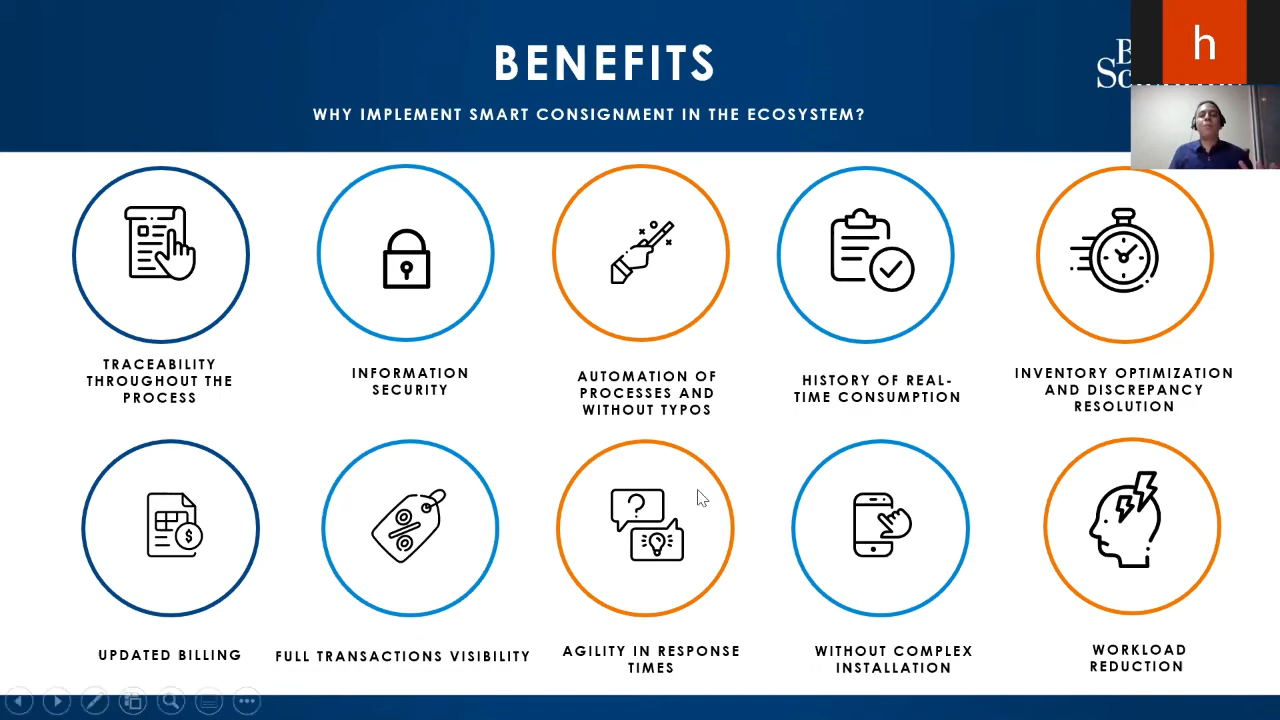 BENEFITS
WHY IMPLEMENT SMART CONSIGNMENT IN THE ECOSYSTEM?
h
TRACEABILITY
THROUGHOUT THE
PROCESS
INFORMATION
SECURITY
AUTOMATION OF
PROCESSES AND
WITHOUT TYPOS
HISTORY OF REAL-
TIME CONSUMPTION
INVENTORY OPTIMIZATION
AND DISCREPANCY
RESOLUTION
UPDATED BILLING
FULL TRANSACTIONS VISIBILITY
AGILITY IN RESPONSE
TIMES
WITHOUT COMPLEX
INSTALLATION
WORKLOAD
REDUCTION